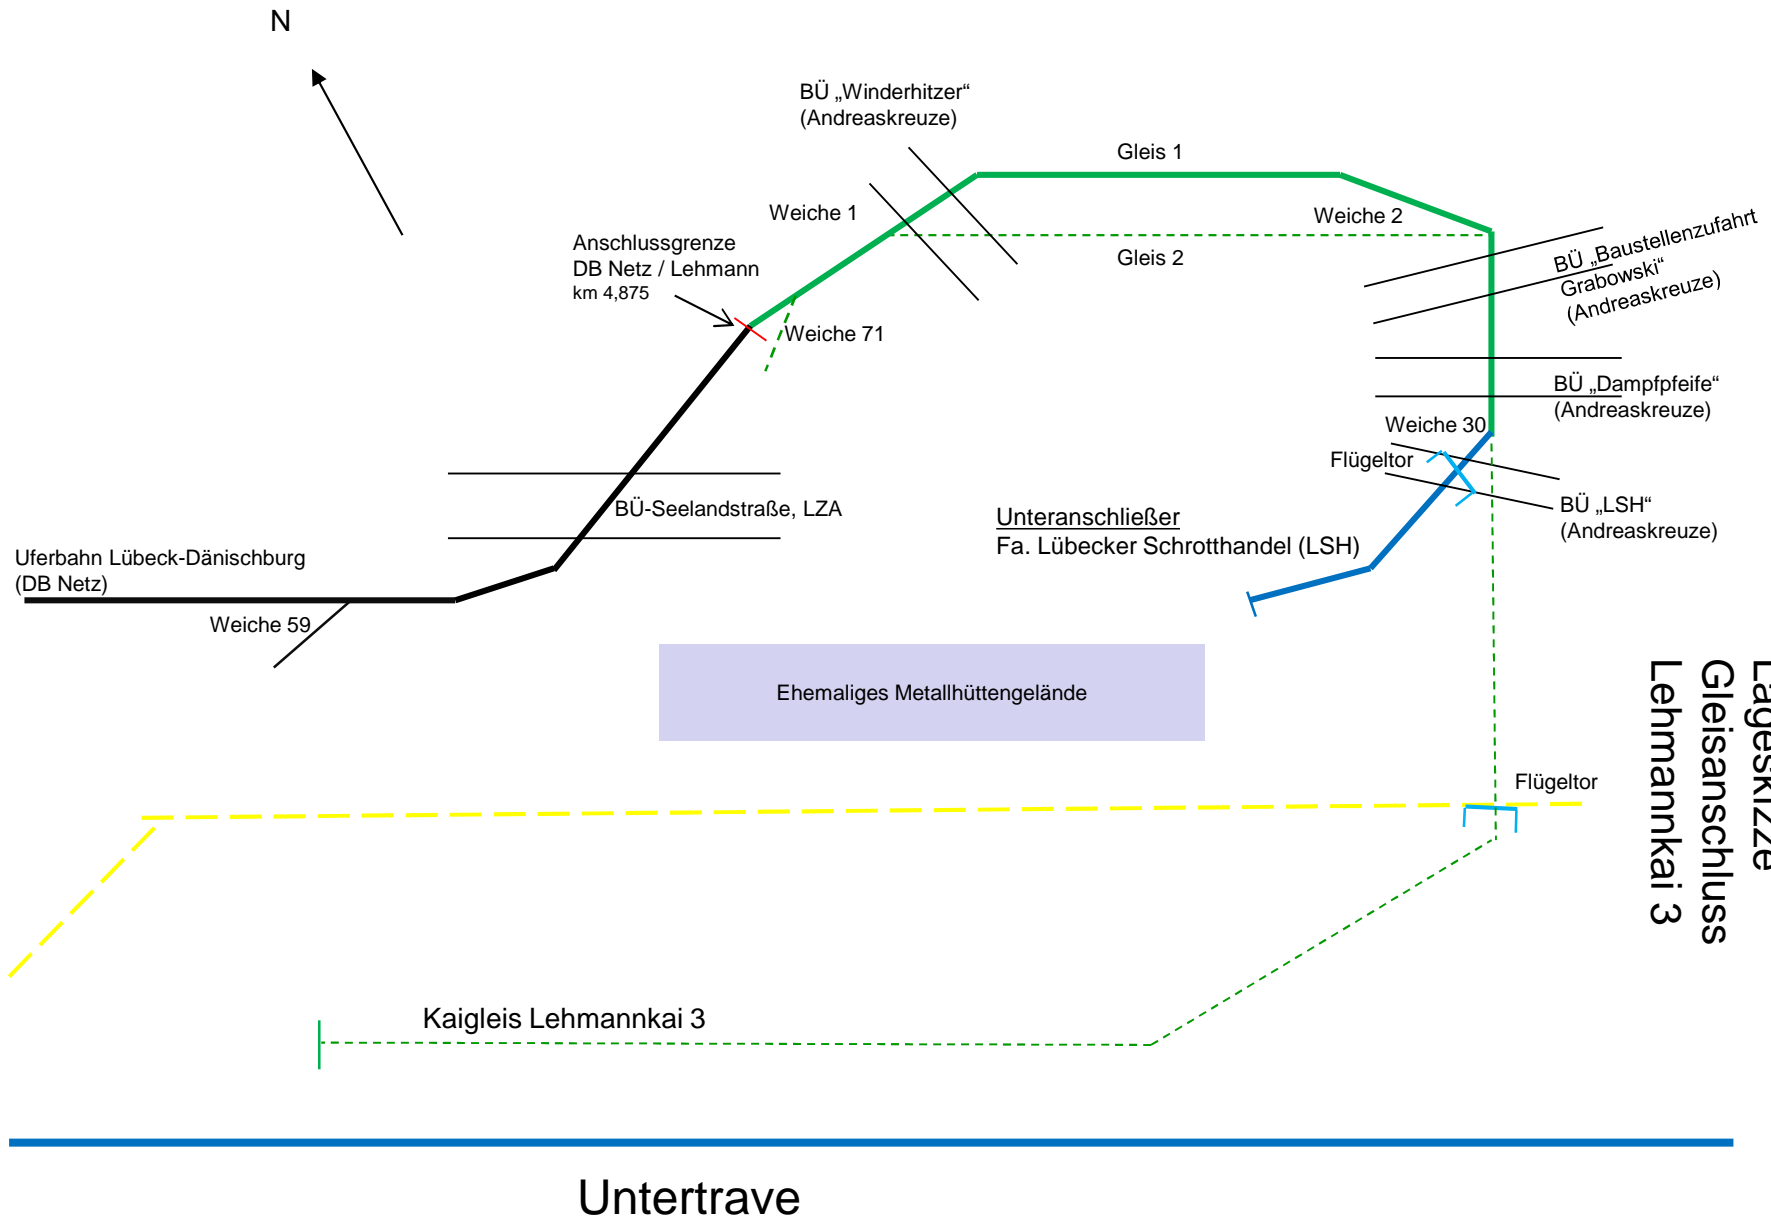 N
BÜ „Winderhitzer“
(Andreaskreuze)
Gleis 1
Weiche 1
Weiche 2
Anschlussgrenze
DB Netz / Lehmann
km 4,875
Gleis 2
BÜ „Baustellenzufahrt
Grabowski“
(Andreaskreuze)
Weiche 71
BÜ „Dampfpfeife“
(Andreaskreuze)
Weiche 30
Flügeltor
BÜ-Seelandstraße, LZA
BÜ „LSH“
(Andreaskreuze)
Unteranschließer
Fa. Lübecker Schrotthandel (LSH)
Uferbahn Lübeck-Dänischburg
(DB Netz)
Weiche 59
Ehemaliges Metallhüttengelände
Lageskizze
Gleisanschluss
Lehmannkai 3
Flügeltor
Kaigleis Lehmannkai 3
Untertrave